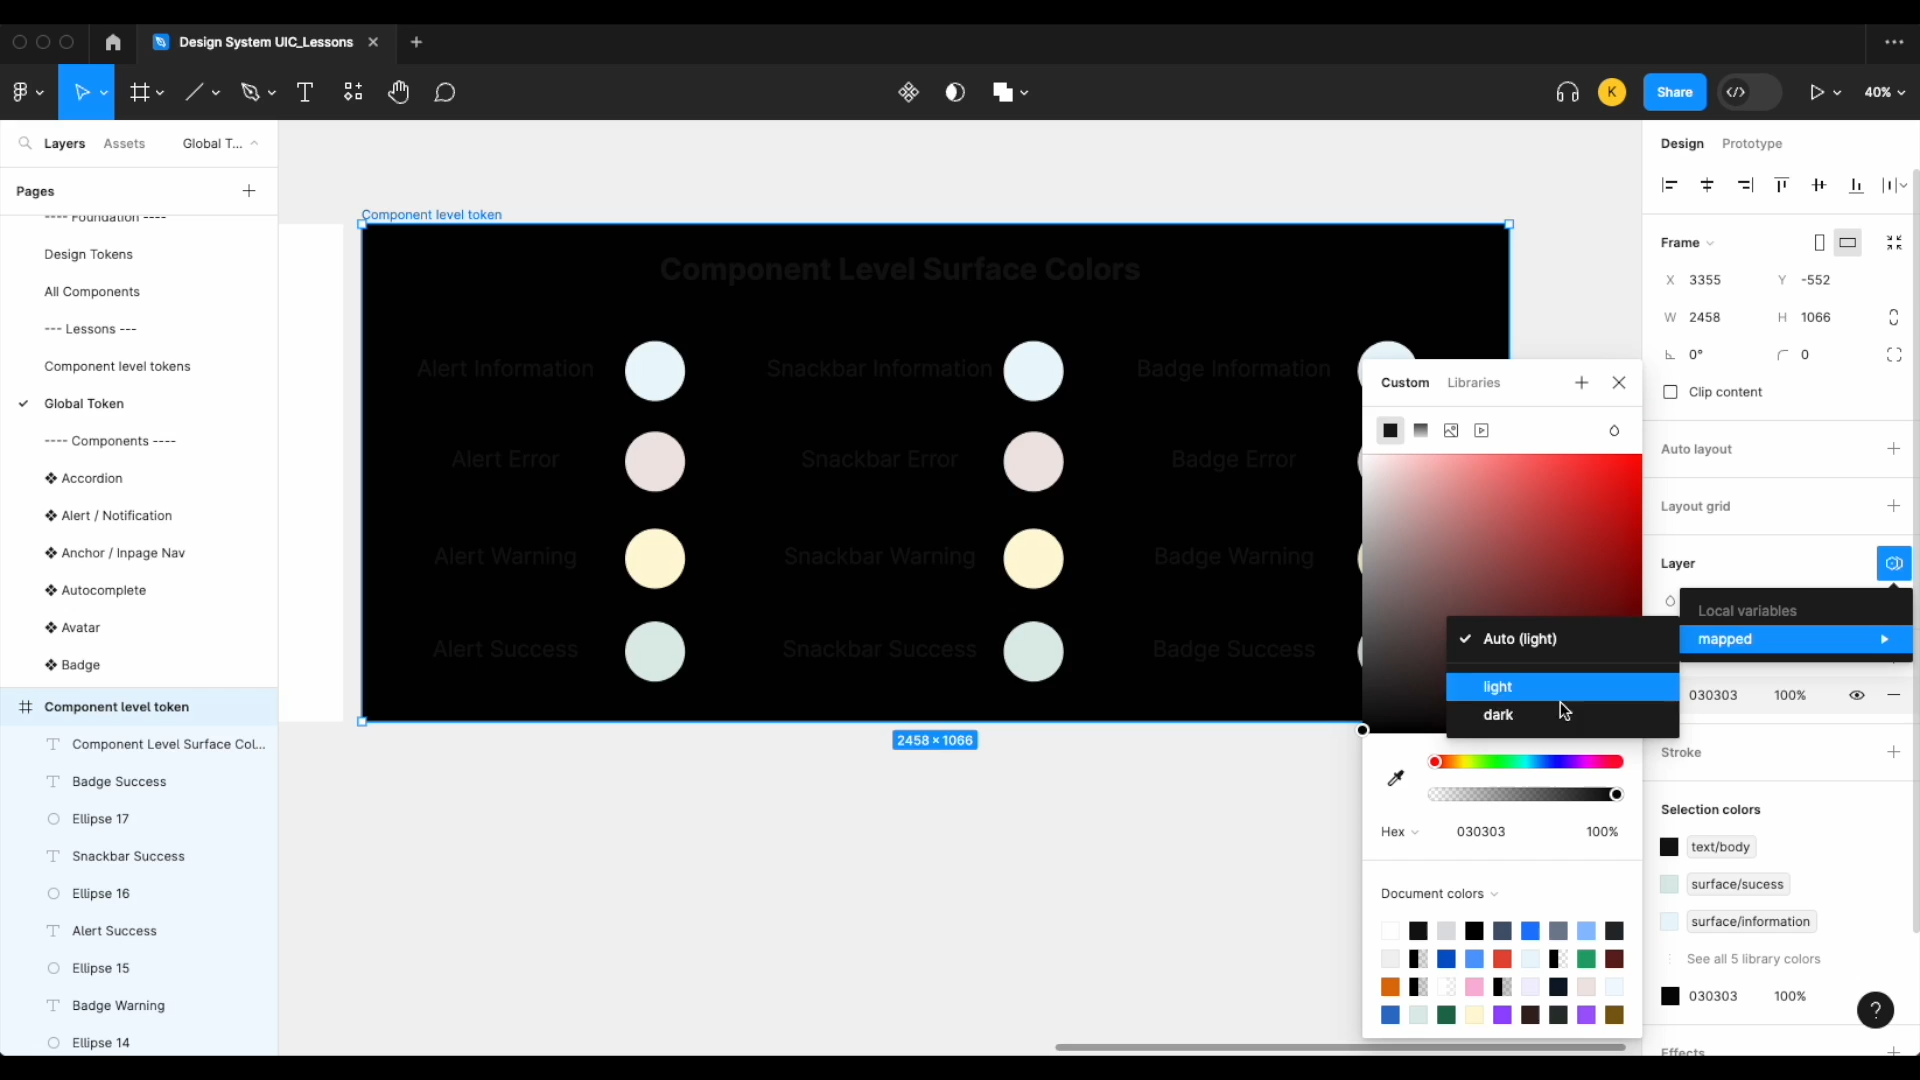 Design System UIC_Lessons
K
Share
40%
Layers
Assets
Global T...
Pages
---- Foundation ----
Design Tokens
All Components
--- Lessons ---
Component level tokens
Global Token
---- Components ----
Accordion
Alert / Notification
Anchor / Inpage Nav
Autocomplete
Avatar
Badge
Component level token
Component Level Surface Col...
Badge Success
Ellipse 17
Snackbar Success
Ellipse 16
Alert Success
Ellipse 15
Badge Warning
Ellipse 14
Component level token
Component Level Surface Colors
Alert Information
Snackbar Information
Badge Information
Alert Error
Snackbar Error
Badge Error
Alert Warning
Snackbar Warning
Badge Warning
Alert Success
Snackbar Success
Badge Success
2458 × 1066
Custom
Libraries
Auto (light)
light
dark
Hex
030303
100%
Document colors
Design
Prototype
Frame
X 3355
Y -552
W 2458
H 1066
0°
0
Clip content
Auto layout
Layout grid
Layer
Local variables
mapped
030303
100%
Stroke
Selection colors
text/body
surface/sucess
surface/information
See all 5 library colors
030303
100%
Effects
?